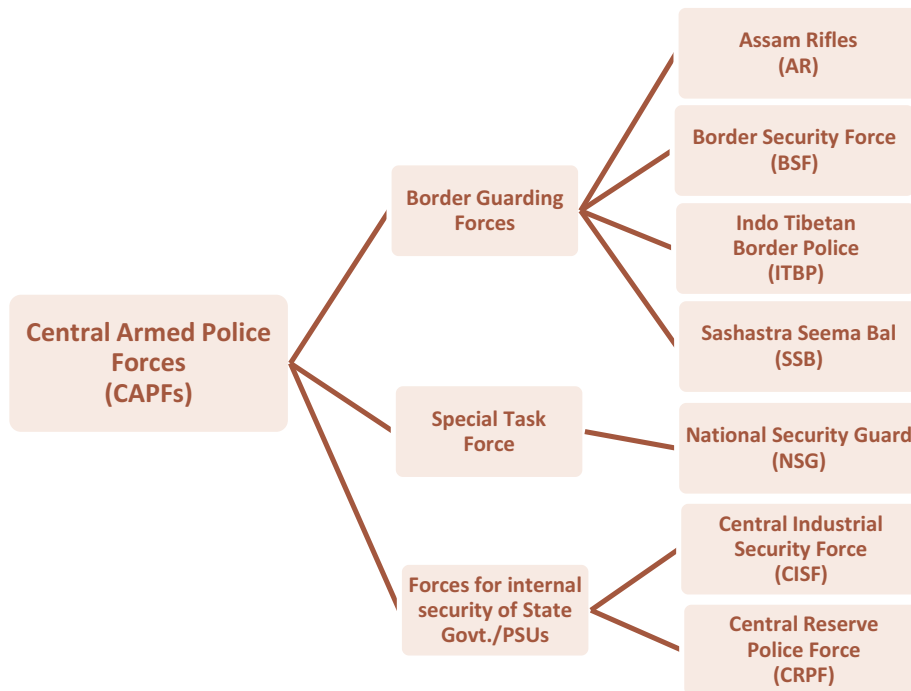 Central Armed Police
Forces
(CAPFs)
Border Guarding
Forces
Assam Rifles
(AR)
Border Security Force
(BSF)
Indo Tibetan
Border Police
(ITBP)
Sashastra Seema Bal
(SSB)
Special Task
Force
National Security Guard
(NSG)
Forces for internal
security of State
Govt./PSUs
Central Industrial
Security Force
(CISF)
Central Reserve
Police Force
(CRPF)